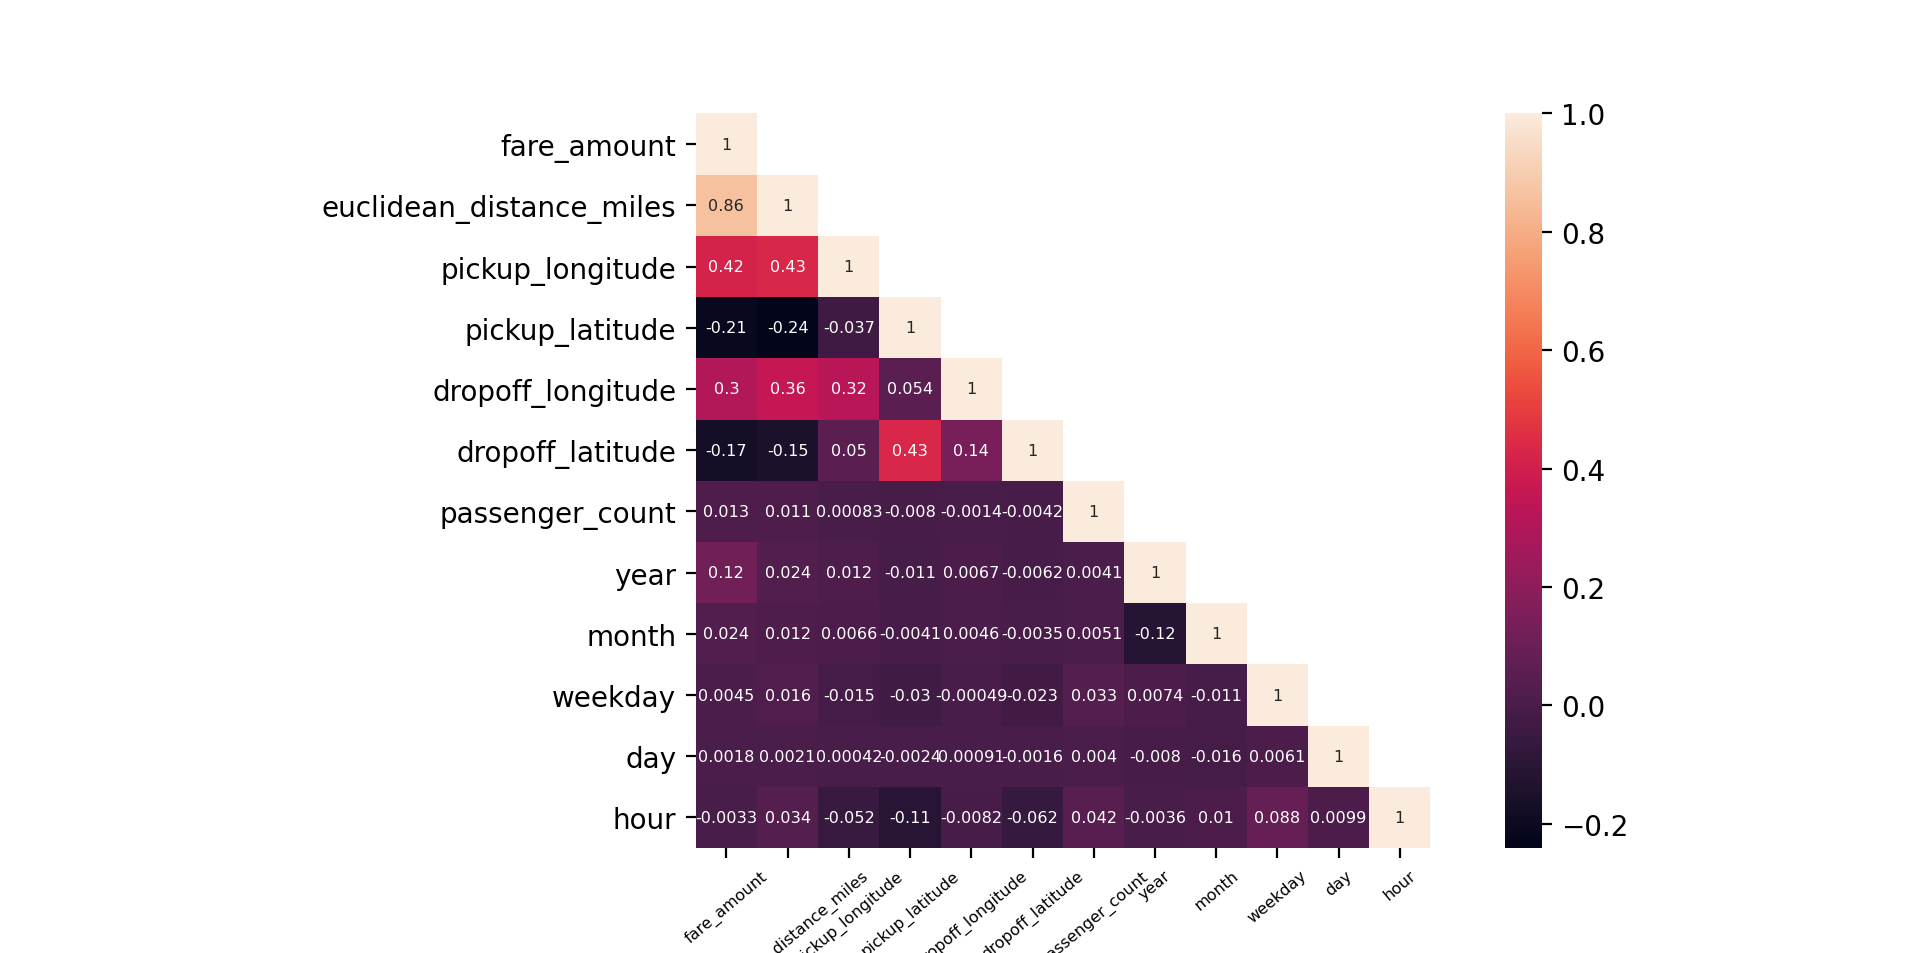 1.0
fare_amount 1
euclidean_distance_miles 0.86 1 0.8
pickup_longitude 0.42 0.43 1
pickup_latitude -0.21 -0.24 -0.037 1 0.6
dropoff_longitude 0.3 0.36 0.32 0.054 1
dropoff_latitude -0.17 -0.15 0.05 0.43 0.14 1 0.4
passenger_count 0.013 0.011 0.00083 -0.008 -0.0014 -0.0042 1
year 0.12 0.024 0.012 -0.011 0.0067 -0.0062 0.0041 1 0.2
month 0.024 0.012 0.0066 -0.0041 0.0046 -0.0035 0.0051 -0.12 1
weekday 0.0045 0.016 -0.015 -0.03 -0.00049 -0.023 0.033 0.0074 -0.011 1 0.0
day 0.0018 0.0021 0.00042 -0.0024 0.00091 -0.0016 0.004 -0.008 -0.016 0.0061 1
hour -0.0033 0.034 -0.052 -0.11 -0.0082 -0.062 0.042 -0.0036 0.01 0.088 0.0099 1 −0.2
fare_amount distance_miles ickup_longitude pickup_latitude opoff_longitude dropoff_latitude assenger_count year month weekday day hour